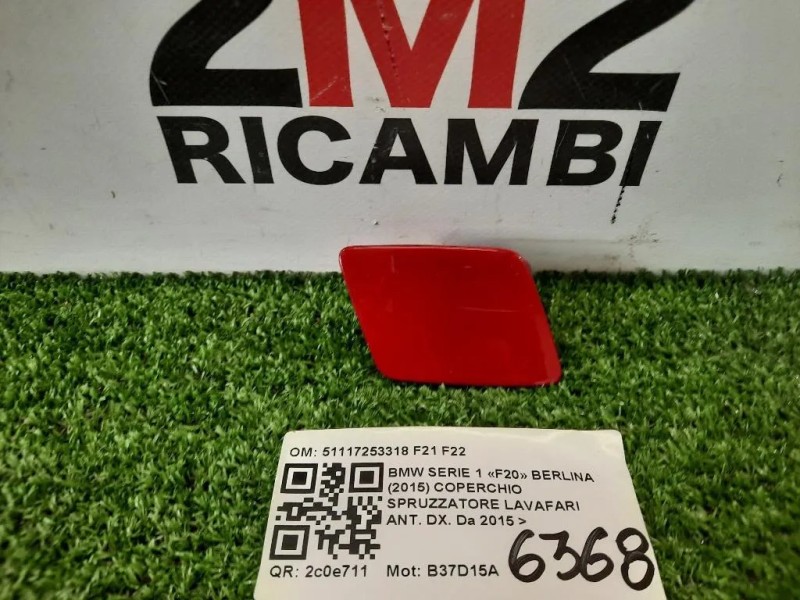 2M2
RICAMBI
OM: 51117253318 F21 F22
BMW SERIE 1 «F20» BERLINA
(2015) COPERCHIO
SPRUZZATORE LAVAFARI
ANT. DX. Da 2015 >
QR: 2c0e711 Mot: B37D15A 6368